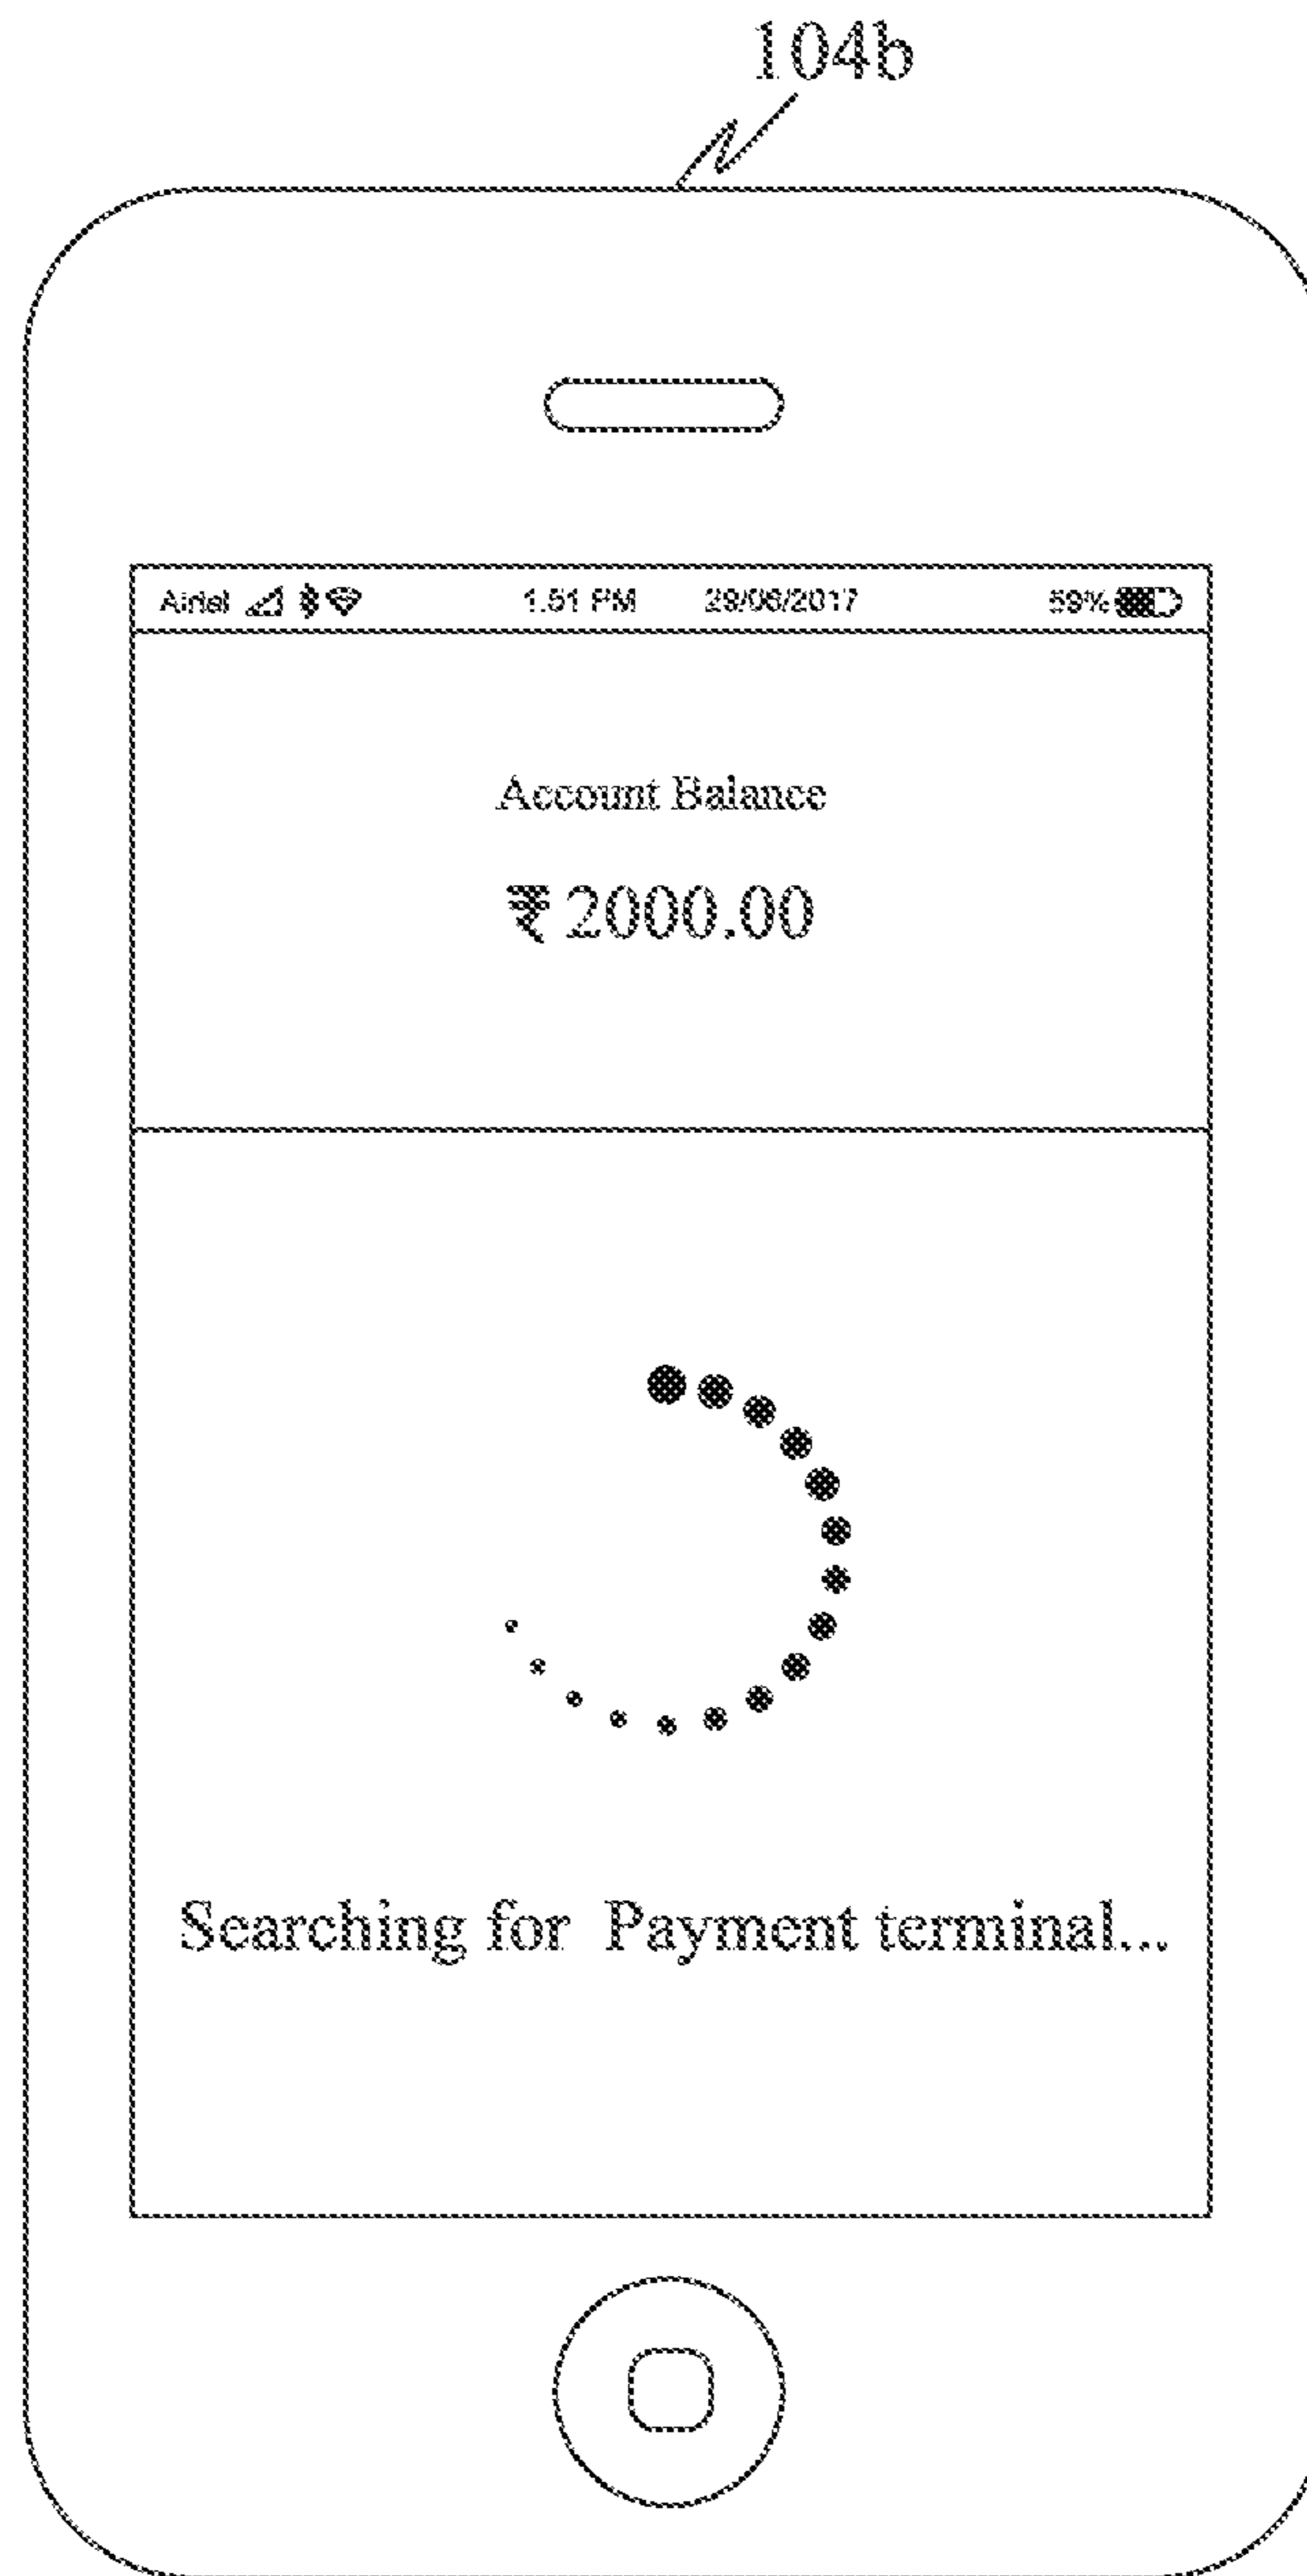 104b
Airtel 1.51 PM 29/06/2017 59%
Account Balance
₹ 2000.00
Searching for Payment terminal...